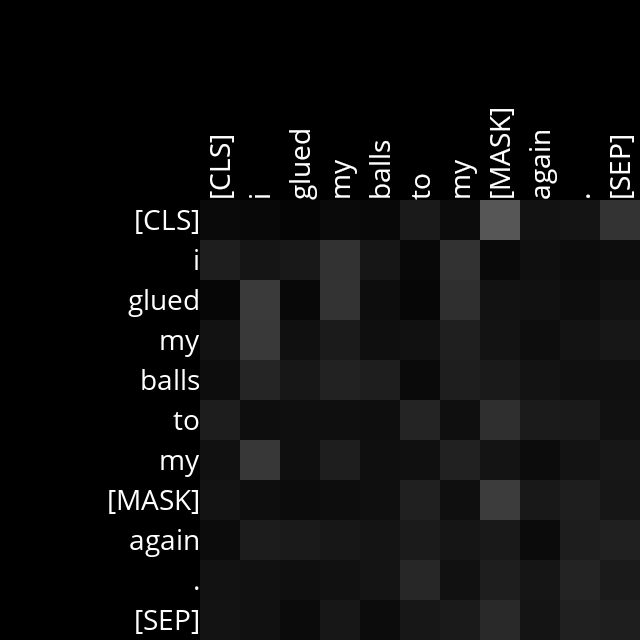 [CLS] i glued my balls to my [MASK] again . [SEP]
[CLS]
i
glued
my
balls
to
my
[MASK]
again
.
[SEP]